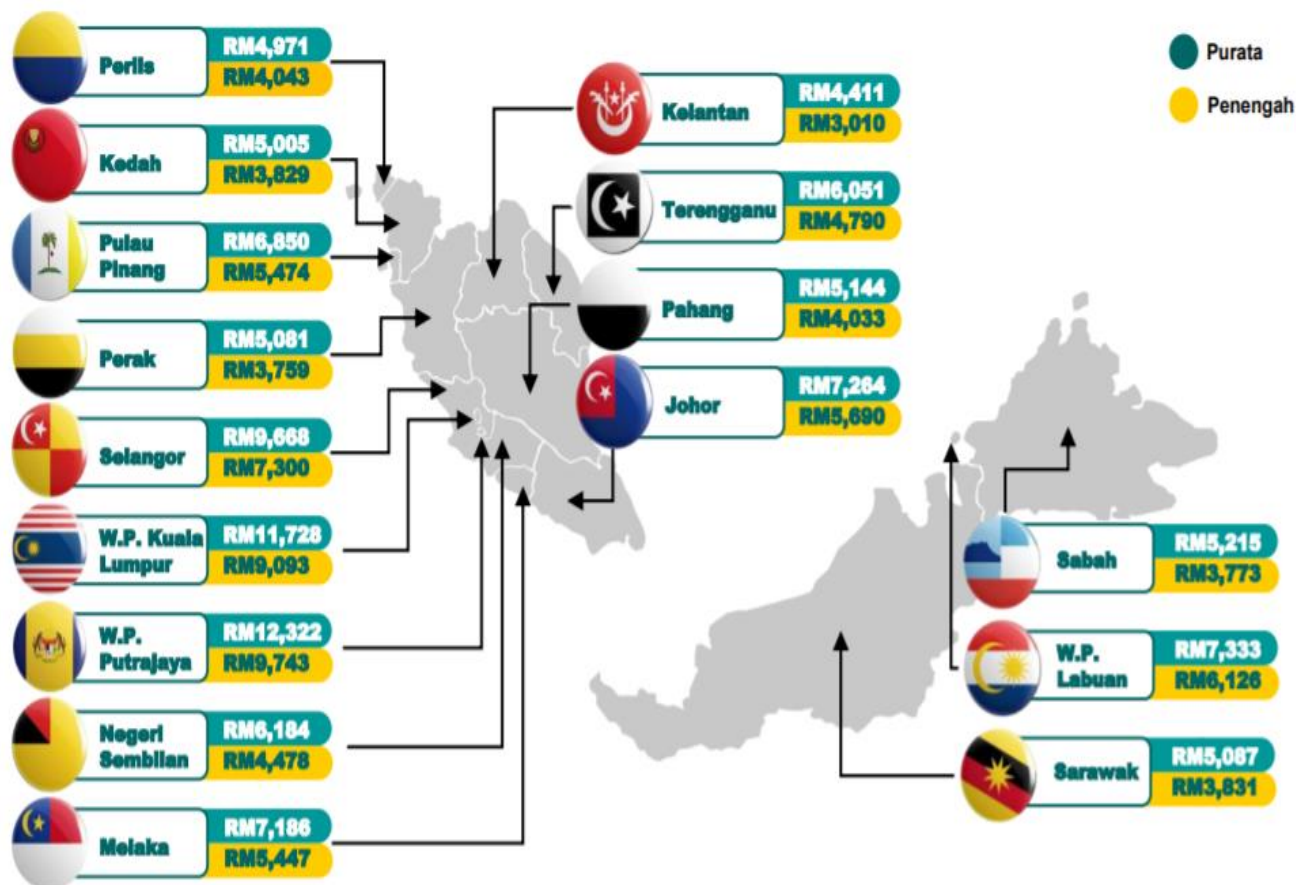 Perlis
RM4,971
RM4,043
Kedah
RM5,005
RM3,829
Pulau
Pinang
RM6,850
RM5,474
Perak
RM5,081
RM3,759
Selangor
RM9,668
RM7,300
W.P. Kuala
Lumpur
RM11,728
RM9,093
W.P.
Putrajaya
RM12,322
RM9,743
Negeri
Sembilan
RM6,184
RM4,478
Melaka
RM7,186
RM5,447
Kelantan
RM4,411
RM3,010
Terengganu
RM6,051
RM4,790
Pahang
RM5,144
RM4,033
Johor
RM7,264
RM5,690
Purata
Penengah
Sabah
RM5,215
RM3,773
W.P.
Labuan
RM7,333
RM6,126
Sarawak
RM5,087
RM3,831